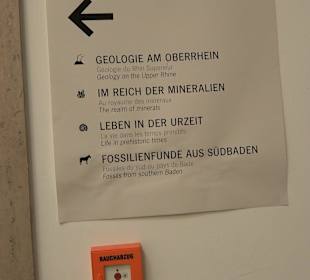 GEOLOGIE AM OBERRHEIN
Géologie du Rhin Supérieur
Geology on the Upper Rhine
IM REICH DER MINERALIEN
Au royaume des minéraux
The realm of minerals
LEBEN IN DER URZEIT
La vie dans les temps primitifs
Life in prehistoric times
FOSSILIENFUNDE AUS SÜDBADEN
Fossiles du sud du pays de Bade
Fossils from southern Baden
RAUCHABZUG